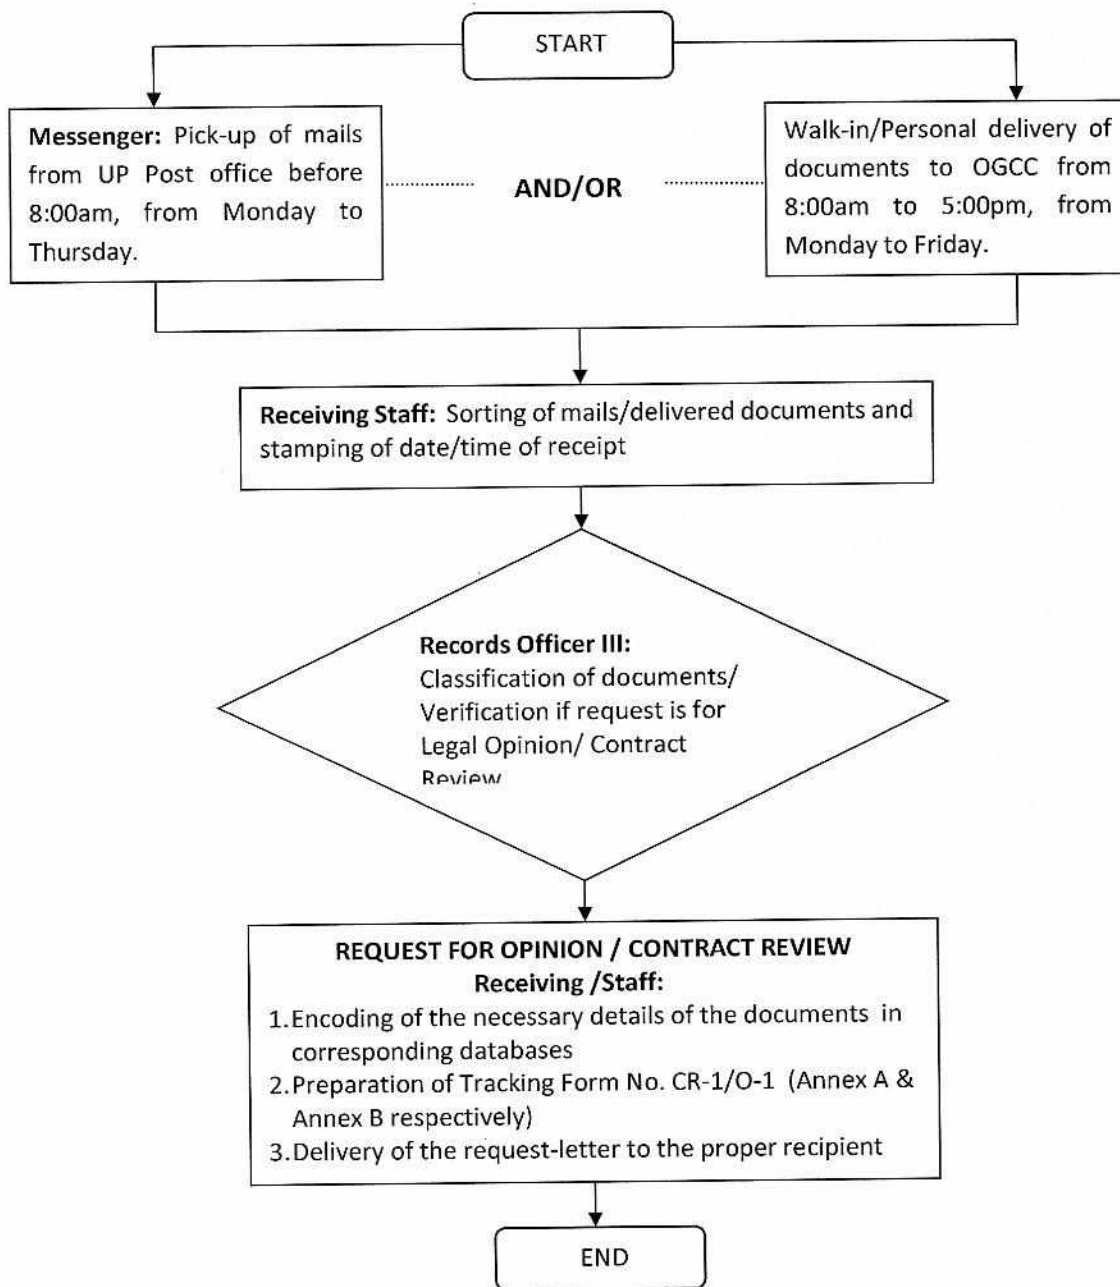 START
Messenger: Pick-up of mails
from UP Post office before
8:00am, from Monday to
Thursday.
AND/OR
Walk-in/Personal delivery of
documents to OGCC from
8:00am to 5:00pm, from
Monday to Friday.
Receiving Staff: Sorting of mails/delivered documents and
stamping of date/time of receipt
Records Officer III:
Classification of documents/
Verification if request is for
Legal Opinion/ Contract
Review
REQUEST FOR OPINION / CONTRACT REVIEW
Receiving /Staff:
1.Encoding of the necessary details of the documents in
corresponding databases
2.Preparation of Tracking Form No. CR-1/O-1 (Annex A &
Annex B respectively)
3.Delivery of the request-letter to the proper recipient
END